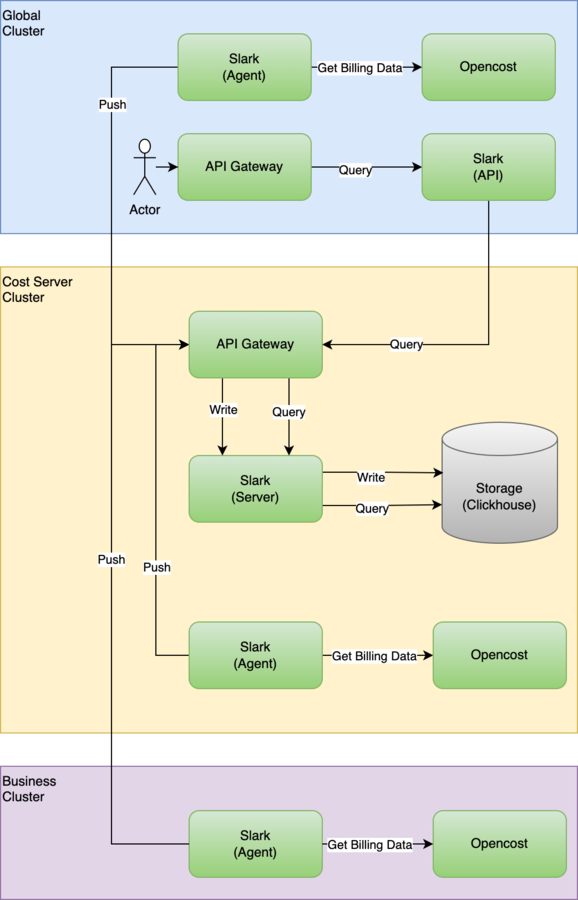 Global
Cluster
Slark
(Agent)
Get Billing Data
Opencost
Push
API Gateway
Query
Slark
(API)
Actor
Cost Server
Cluster
API Gateway
Query
Write
Query
Slark
(Server)
Write
Query
Storage
(Clickhouse)
Push
Push
Slark
(Agent)
Get Billing Data
Opencost
Business
Cluster
Slark
(Agent)
Get Billing Data
Opencost